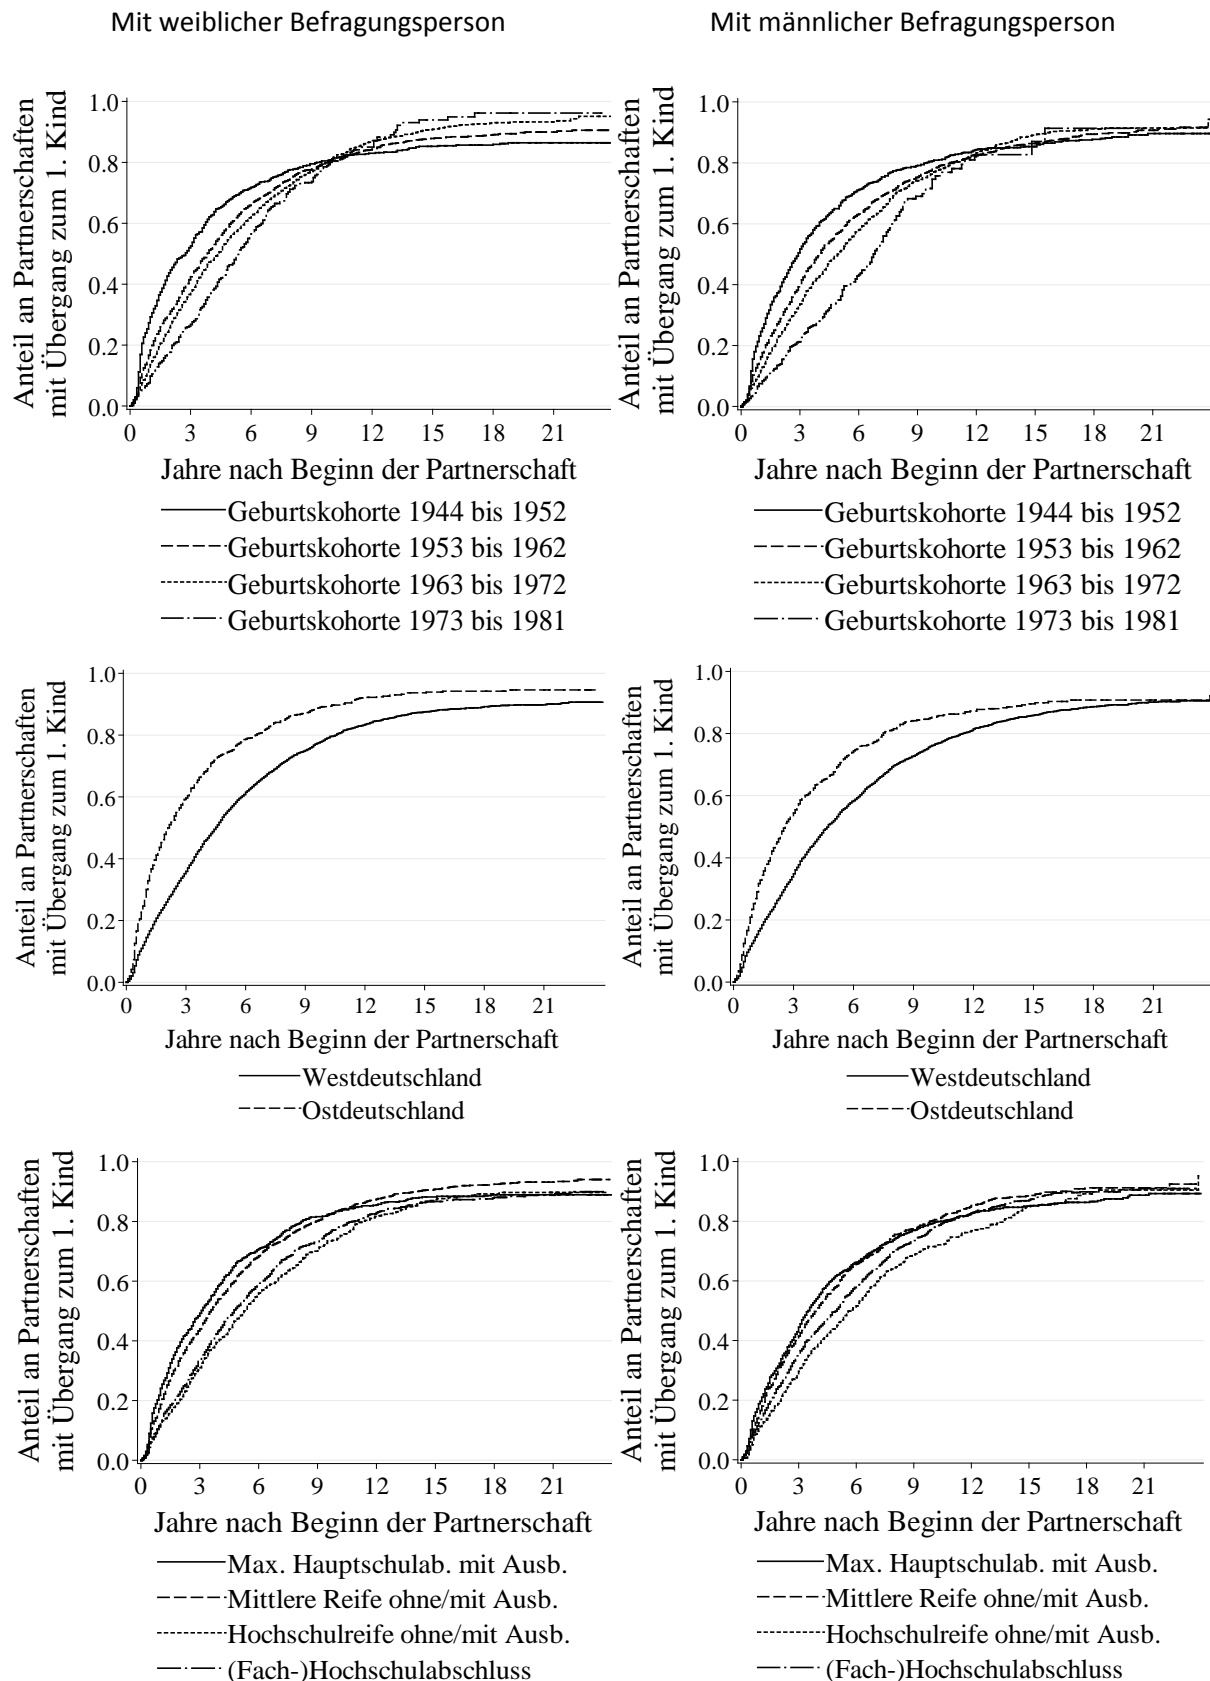 Mit weiblicher Befragungsperson
Mit männlicher Befragungsperson
Anteil an Partnerschaften
mit Übergang zum 1. Kind
1.0
0.8
0.6
0.4
0.2
0.0
0 3 6 9 12 15 18 21
Jahre nach Beginn der Partnerschaft
Geburtskohorte 1944 bis 1952
Geburtskohorte 1953 bis 1962
Geburtskohorte 1963 bis 1972
Geburtskohorte 1973 bis 1981
Anteil an Partnerschaften
mit Übergang zum 1. Kind
1.0
0.8
0.6
0.4
0.2
0.0
0 3 6 9 12 15 18 21
Jahre nach Beginn der Partnerschaft
Geburtskohorte 1944 bis 1952
Geburtskohorte 1953 bis 1962
Geburtskohorte 1963 bis 1972
Geburtskohorte 1973 bis 1981
Anteil an Partnerschaften
mit Übergang zum 1. Kind
1.0
0.8
0.6
0.4
0.2
0.0
0 3 6 9 12 15 18 21
Jahre nach Beginn der Partnerschaft
Westdeutschland
Ostdeutschland
Anteil an Partnerschaften
mit Übergang zum 1. Kind
1.0
0.8
0.6
0.4
0.2
0.0
0 3 6 9 12 15 18 21
Jahre nach Beginn der Partnerschaft
Westdeutschland
Ostdeutschland
Anteil an Partnerschaften
mit Übergang zum 1. Kind
1.0
0.8
0.6
0.4
0.2
0.0
0 3 6 9 12 15 18 21
Jahre nach Beginn der Partnerschaft
Max. Hauptschulab. mit Ausb.
Mittlere Reife ohne/mit Ausb.
Hochschulreife ohne/mit Ausb.
(Fach-)Hochschulabschluss
Anteil an Partnerschaften
mit Übergang zum 1. Kind
1.0
0.8
0.6
0.4
0.2
0.0
0 3 6 9 12 15 18 21
Jahre nach Beginn der Partnerschaft
Max. Hauptschulab. mit Ausb.
Mittlere Reife ohne/mit Ausb.
Hochschulreife ohne/mit Ausb.
(Fach-)Hochschulabschluss